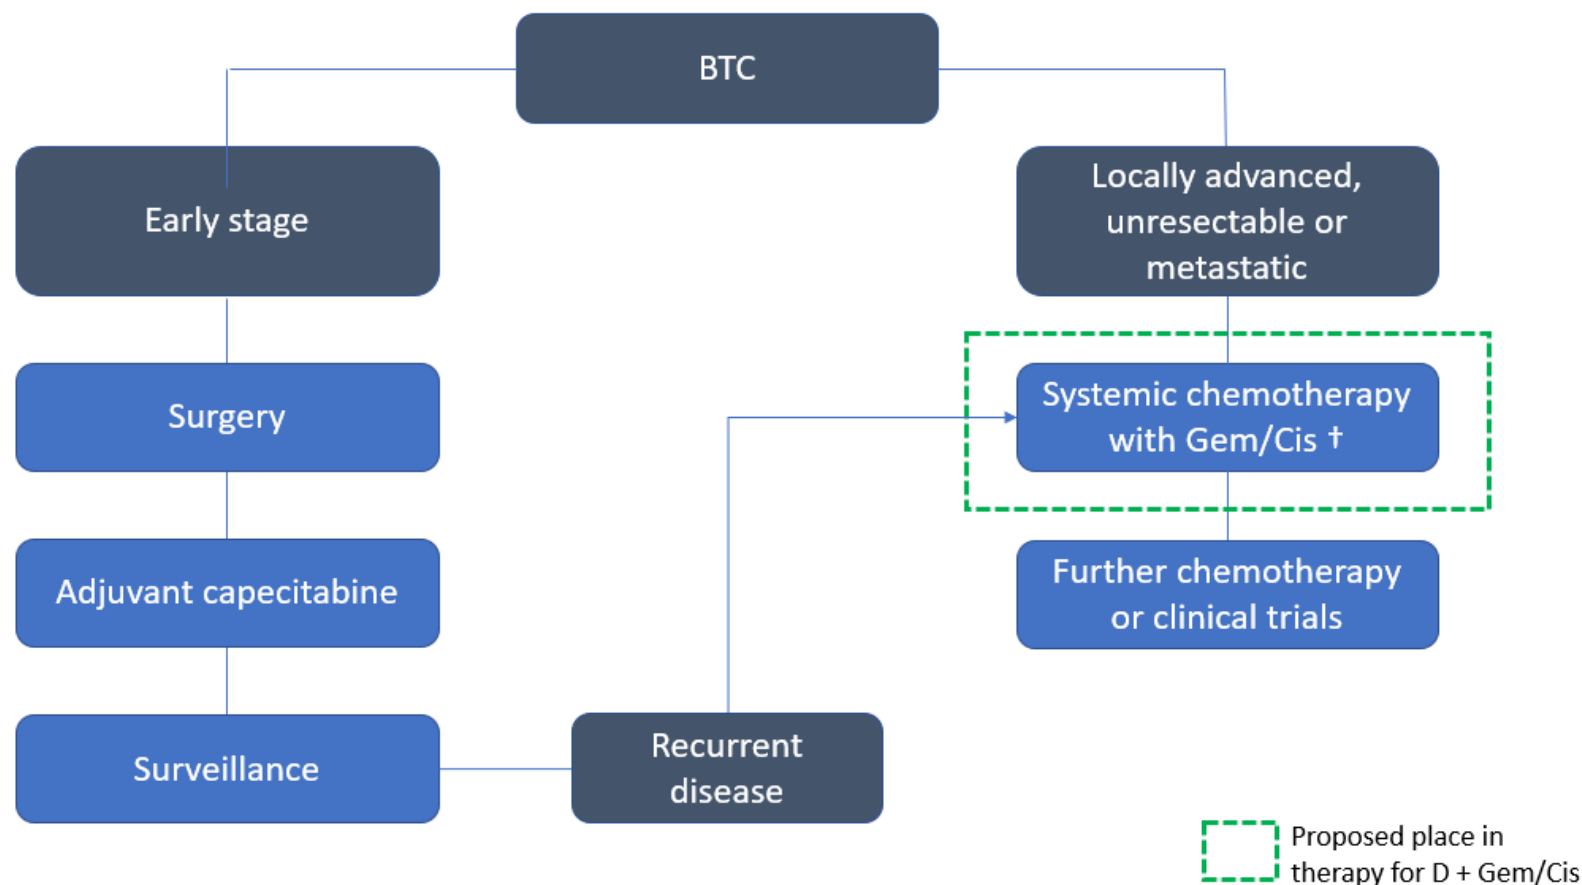 BTC
Early stage
Locally advanced,
unresectable or
metastatic
Surgery
Systemic chemotherapy
with Gem/Cis †
Adjuvant capecitabine
Further chemotherapy
or clinical trials
Surveillance
Recurrent
disease
Proposed place in
therapy for D + Gem/Cis